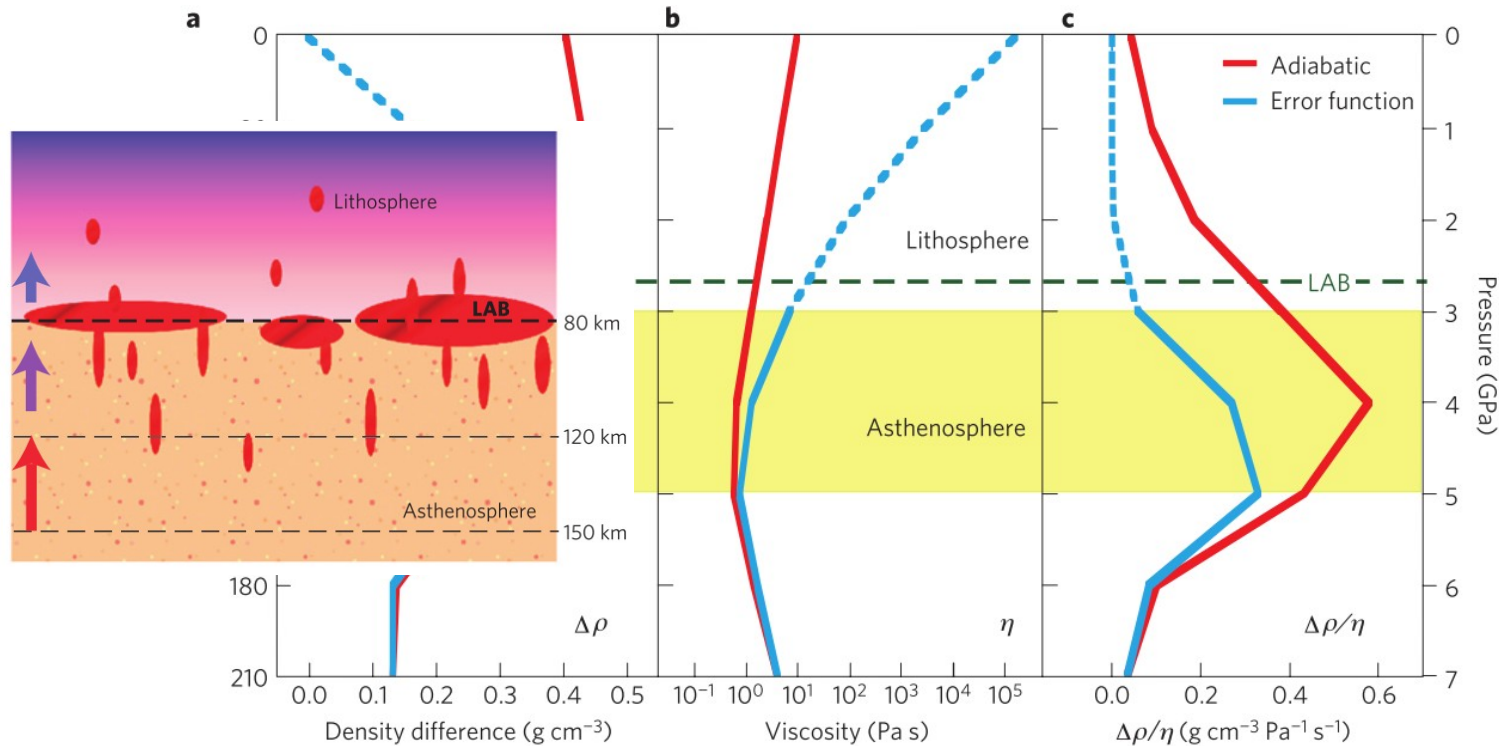 a
b
c
0
0
Adiabatic
Error function
1
Lithosphere
2
Lithosphere
LAB
LAB
80 km
3
Pressure (GPa)
4
Asthenosphere
120 km
Asthenosphere
5
150 km
180
6
Δρ
η
Δρ/η
210
7
0.0 0.1 0.2 0.3 0.4 0.5
10⁻¹ 10⁰ 10¹ 10² 10³ 10⁴ 10⁵
0.0 0.2 0.4 0.6
Density difference (g cm⁻³)
Viscosity (Pa s)
Δρ/η (g cm⁻³ Pa⁻¹ s⁻¹)